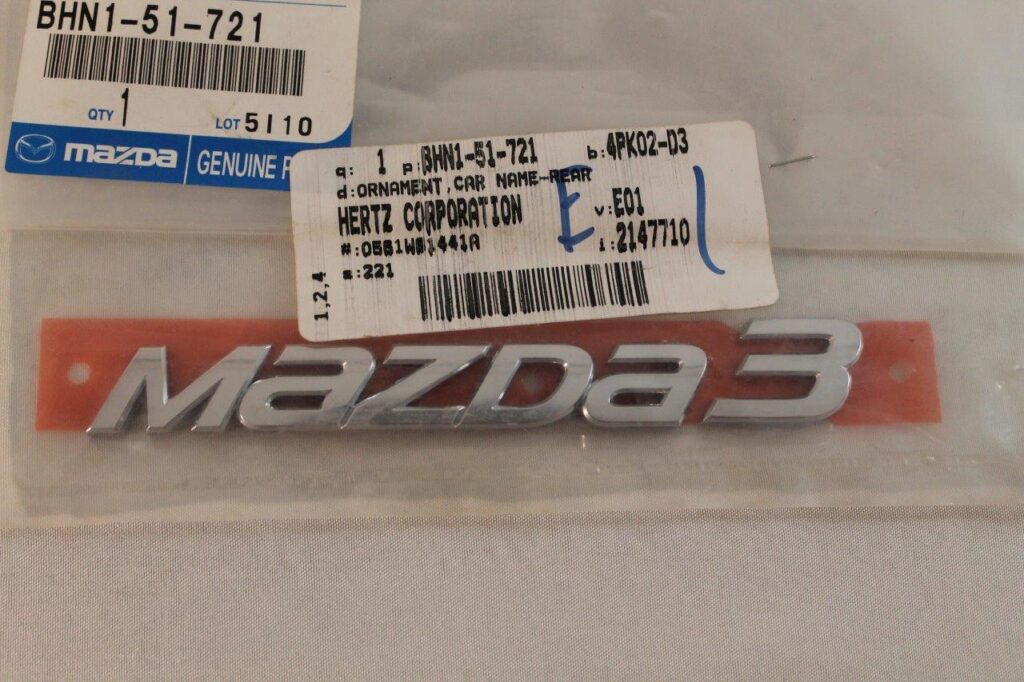 BHN1-51-721
QTY 1 LOT 5110
mazda GENUINE P
q: 1 p:BHN1-51-721 b:4PK02-D3
d:ORNAMENT,CAR NAME-REAR
HERTZ CORPORATION E v:E01
i:2147710
s:221
1,2,4
mazda3